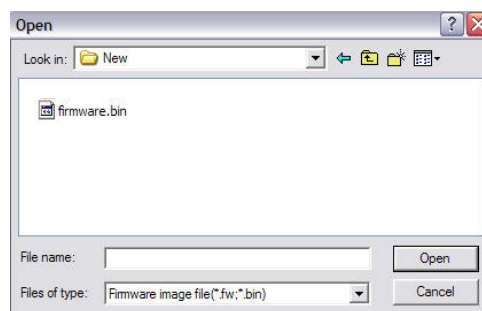 Open
Look in: New
firmware.bin
File name: Open
Files of type: Firmware image file(*.fw;*.bin) Cancel